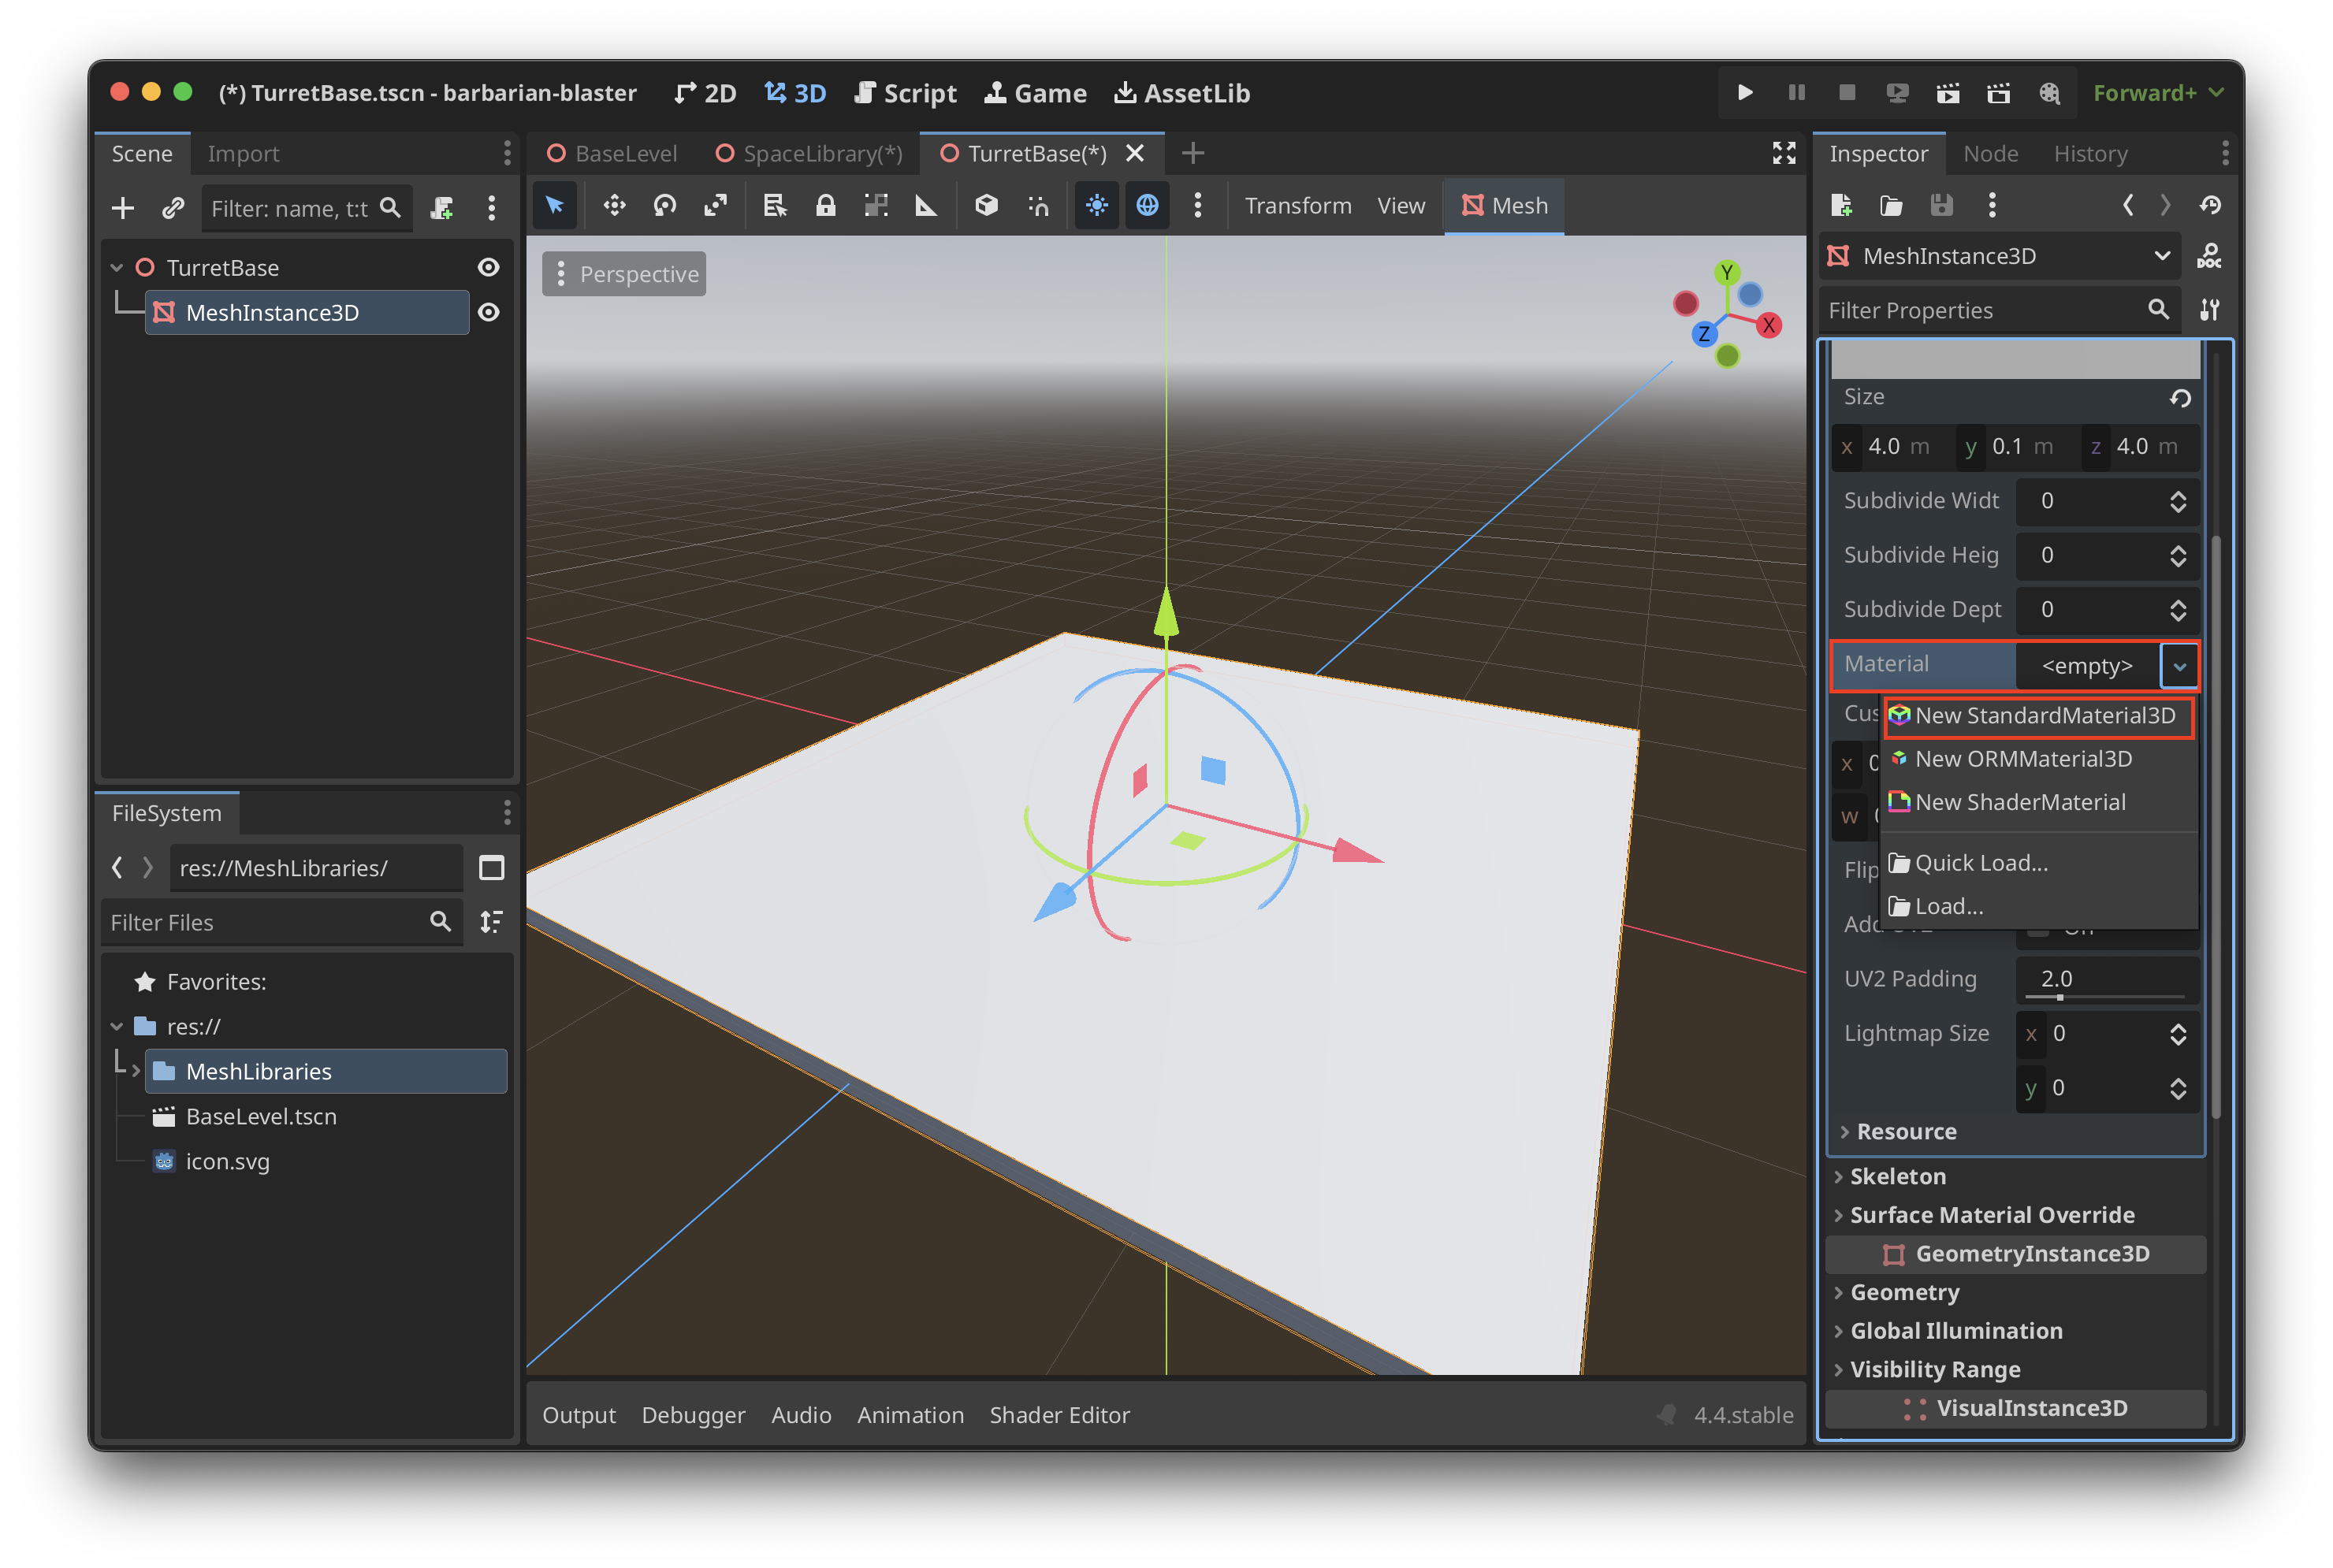 (*) TurretBase.tscn - barbarian-blaster
2D
3D
Script
Game
AssetLib
Forward+
Scene
Import
Filter: name, t:t
TurretBase
MeshInstance3D
FileSystem
res://MeshLibraries/
Filter Files
Favorites:
res://
MeshLibraries
BaseLevel.tscn
icon.svg
BaseLevel
SpaceLibrary(*)
TurretBase(*)
Transform
View
Mesh
Perspective
Y
X
Z
Output
Debugger
Audio
Animation
Shader Editor
4.4.stable
Inspector
Node
History
MeshInstance3D
DOC
Filter Properties
Size
x 4.0 m y 0.1 m z 4.0 m
Subdivide Widt 0
Subdivide Heig 0
Subdivide Dept 0
Material <empty>
New StandardMaterial3D
New ORMMaterial3D
New ShaderMaterial
Quick Load...
Load...
Cus
x 0
w
Flip
UV2 Padding 2.0
Lightmap Size x 0
y 0
Resource
Skeleton
Surface Material Override
GeometryInstance3D
Geometry
Global Illumination
Visibility Range
VisualInstance3D